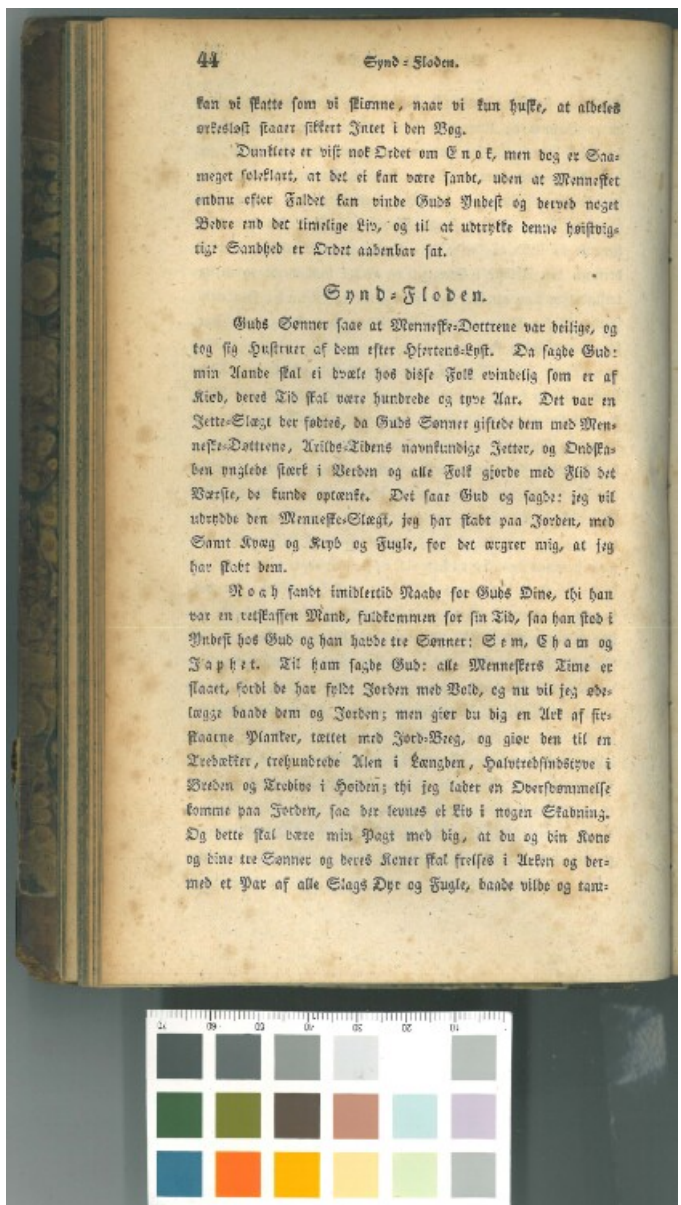 44
Synd=Floden.
kan vi skatte som vi skiønne, naar vi kun huske, at aldeles
ørkesløst staaer sikkert Intet i den Bog.
Dunklere er vist nok Ordet om Enok, men dog er Saa=
meget soleklart, at det ei kan være sandt, uden at Mennesket
endnu efter Faldet kan vinde Guds Yndest og derved noget
Bedre end det timelige Liv, og til at udtrykke denne høistvig=
tige Sandhed er Ordet aabenbar sat.
Synd=Floden.
Guds Sønner saae at Menneske=Døttrene var deilige, og
tog sig Hustruer af dem efter Hjertens=Lyst. Da sagde Gud:
min Aande skal ei dvæle hos disse Folk evindelig som er af
Kiød, deres Tid skal være hundrede og tyve Aar. Det var en
Jette=Slægt der fødtes, da Guds Sønner giftede dem med Men=
neske=Døttrene, Arilds=Tidens navnkundige Jetter, og Ondska=
ben ynglede stærk i Verden og alle Folk gjorde med Flid det
Værste, de kunde optænke. Det saae Gud og sagde: jeg vil
udrydde den Menneske=Slægt, jeg har skabt paa Jorden, med
Samt Kvæg og Kryb og Fugle, for det ærgrer mig, at jeg
har skabt dem.
Noah fandt imidlertid Naade for Guds Øine, thi han
var en retskaffen Mand, fuldkommen for sin Tid, saa han stod i
Yndest hos Gud og han havde tre Sønner: Sem, Cham og
Japhet. Til ham sagde Gud: alle Menneskers Time er
slaaet, fordi de har fyldt Jorden med Vold, og nu vil jeg øde=
lægge baade dem og Jorden; men giør du dig en Ark af fir=
skaarne Planker, tættet med Jord=Beeg, og giør den til en
Tredækker, trehundrede Alen i Længden, Halvtredsindstyve i
Breden og Tredive i Høiden; thi jeg lader en Oversvømmelse
komme paa Jorden, saa der levnes ei Liv i nogen Skabning.
Og dette skal være min Pagt med dig, at du og din Kone
og dine tre Sønner og deres Koner skal frelses i Arken og der=
med et Par af alle Slags Dyr og Fugle, baade vilde og tam=
70 60 50 40 30 20 10